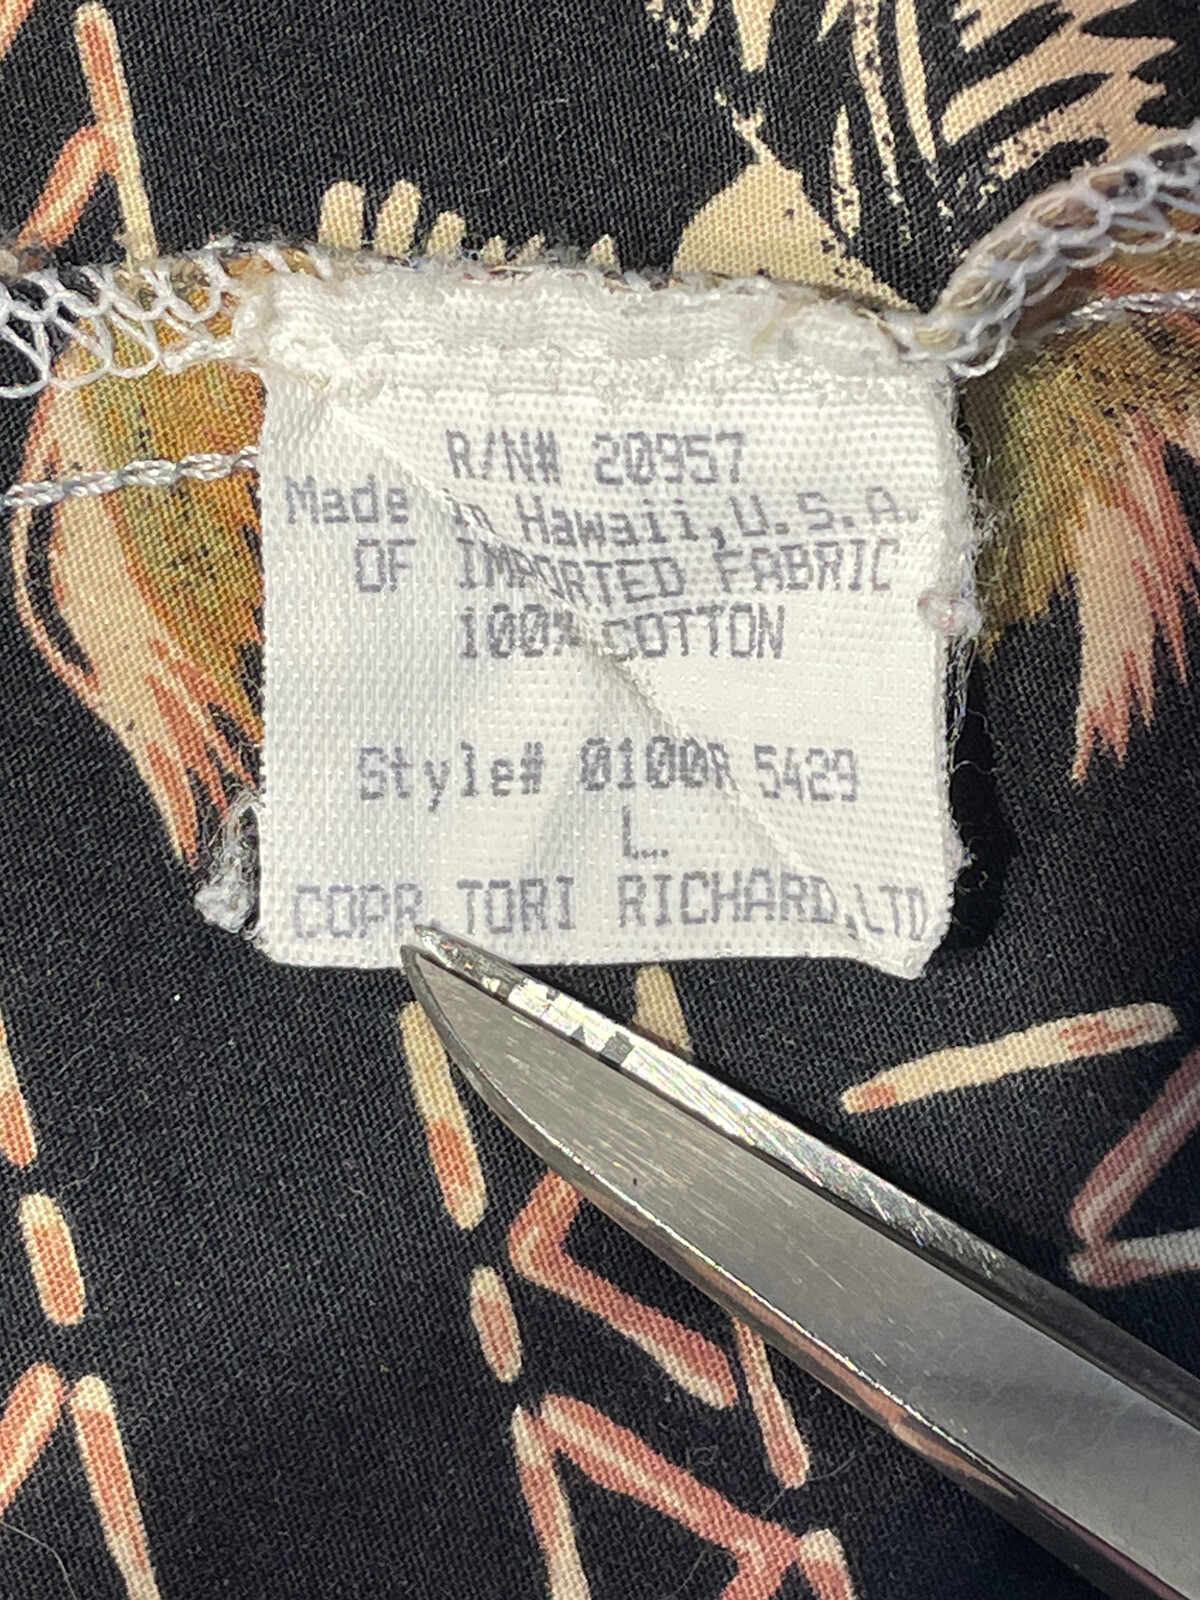 R/N# 20957
Made in Hawaii,U.S.A.
OF IMPORTED FABRIC
100% COTTON
Style# 0100R 5429
L
COPR.TORI RICHARD,LTD